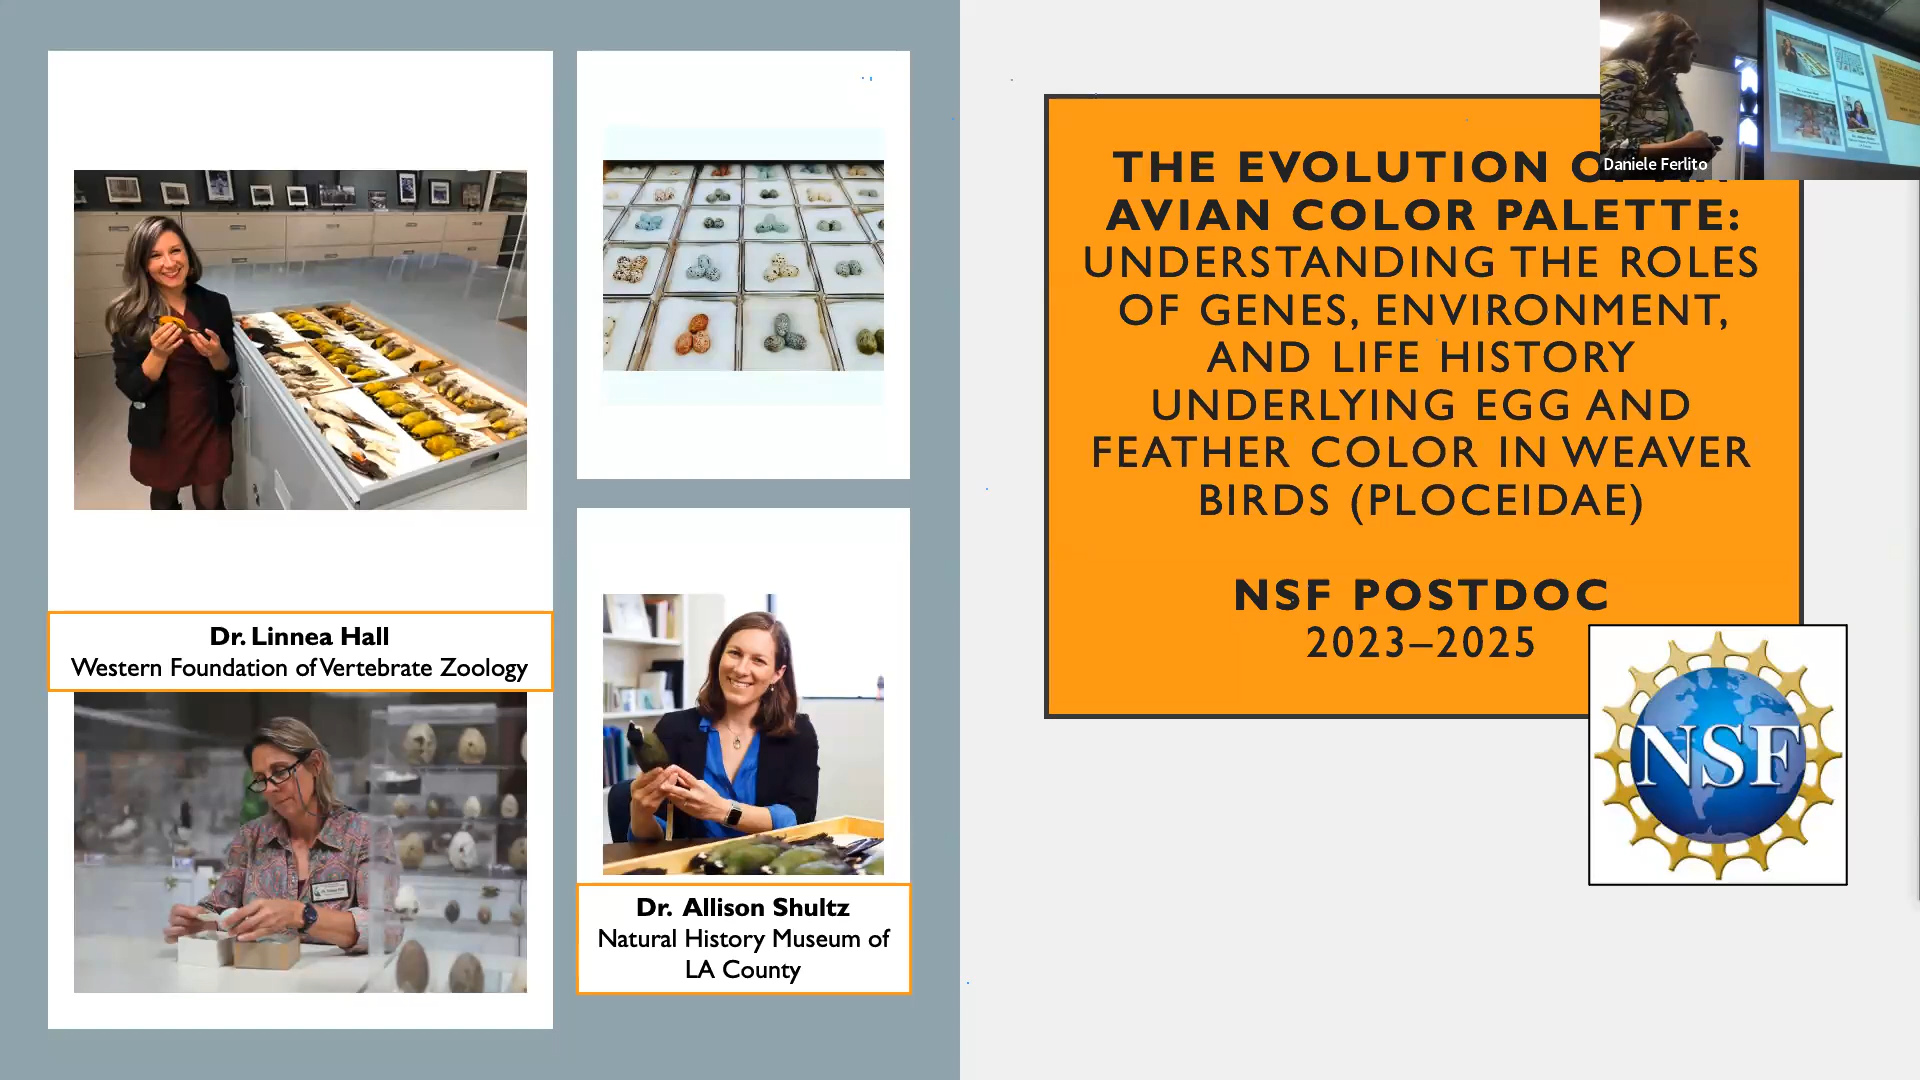 Dr. Linnea Hall
Western Foundation of Vertebrate Zoology
Dr. Allison Shultz
Natural History Museum of
LA County
THE EVOLUTION
AVIAN COLOR PALETTE:
UNDERSTANDING THE ROLES
OF GENES, ENVIRONMENT,
AND LIFE HISTORY
UNDERLYING EGG AND
FEATHER COLOR IN WEAVER
BIRDS (PLOCEIDAE)
NSF POSTDOC
2023–2025
NSF
Daniele Ferlito